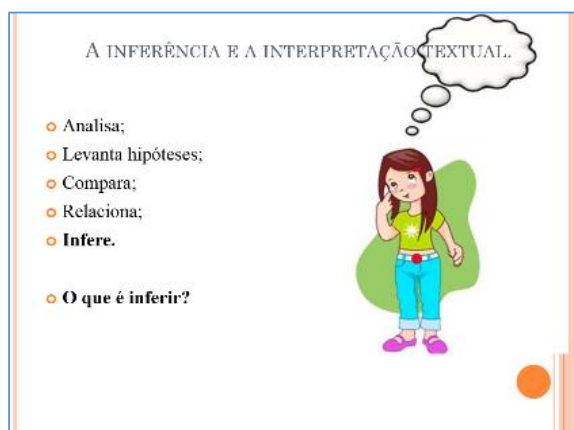 A INFERÊNCIA E A INTERPRETAÇÃO TEXTUAL.
Analisa;
Levanta hipóteses;
Compara;
Relaciona;
Infere.
O que é inferir?